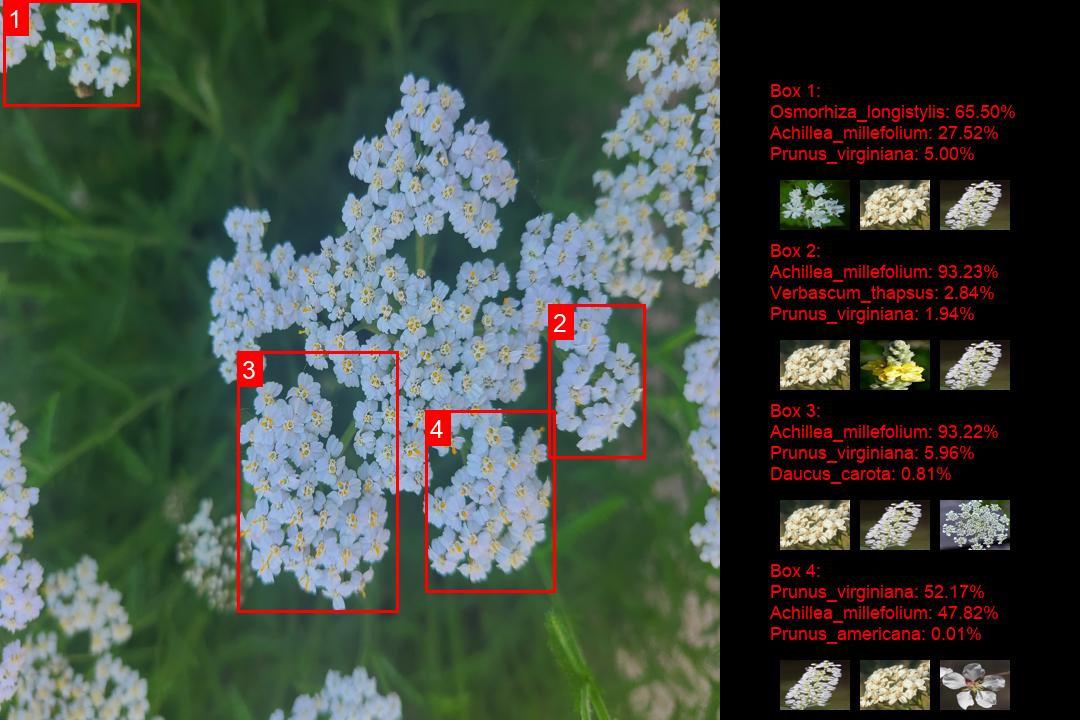 1
2
3
4
Box 1:
Osmorhiza_longistylis: 65.50%
Achillea_millefolium: 27.52%
Prunus_virginiana: 5.00%
Box 2:
Achillea_millefolium: 93.23%
Verbascum_thapsus: 2.84%
Prunus_virginiana: 1.94%
Box 3:
Achillea_millefolium: 93.22%
Prunus_virginiana: 5.96%
Daucus_carota: 0.81%
Box 4:
Prunus_virginiana: 52.17%
Achillea_millefolium: 47.82%
Prunus_americana: 0.01%